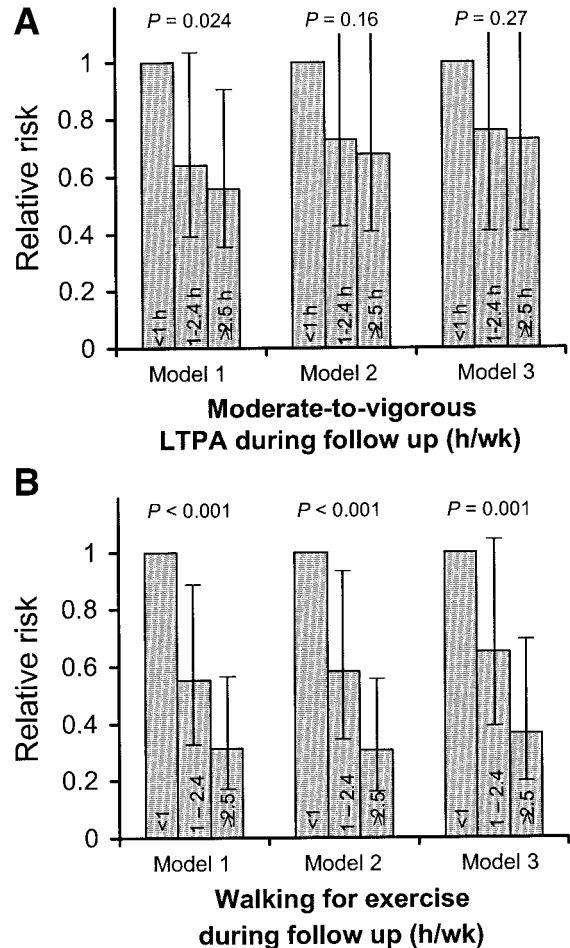 A
P = 0.024
P = 0.16
P = 0.27
Relative risk
1
0.8
0.6
0.4
0.2
0
<1 h
1-2.4 h
≥2.5 h
<1 h
1-2.4 h
≥2.5 h
<1 h
1-2.4 h
≥2.5 h
Model 1
Model 2
Model 3
Moderate-to-vigorous
LTPA during follow up (h/wk)
B
P < 0.001
P < 0.001
P = 0.001
Relative risk
1
0.8
0.6
0.4
0.2
0
<1
1 – 2.4
≥2.5
<1
1 – 2.4
≥2.5
<1
1 – 2.4
≥2.5
Model 1
Model 2
Model 3
Walking for exercise
during follow up (h/wk)